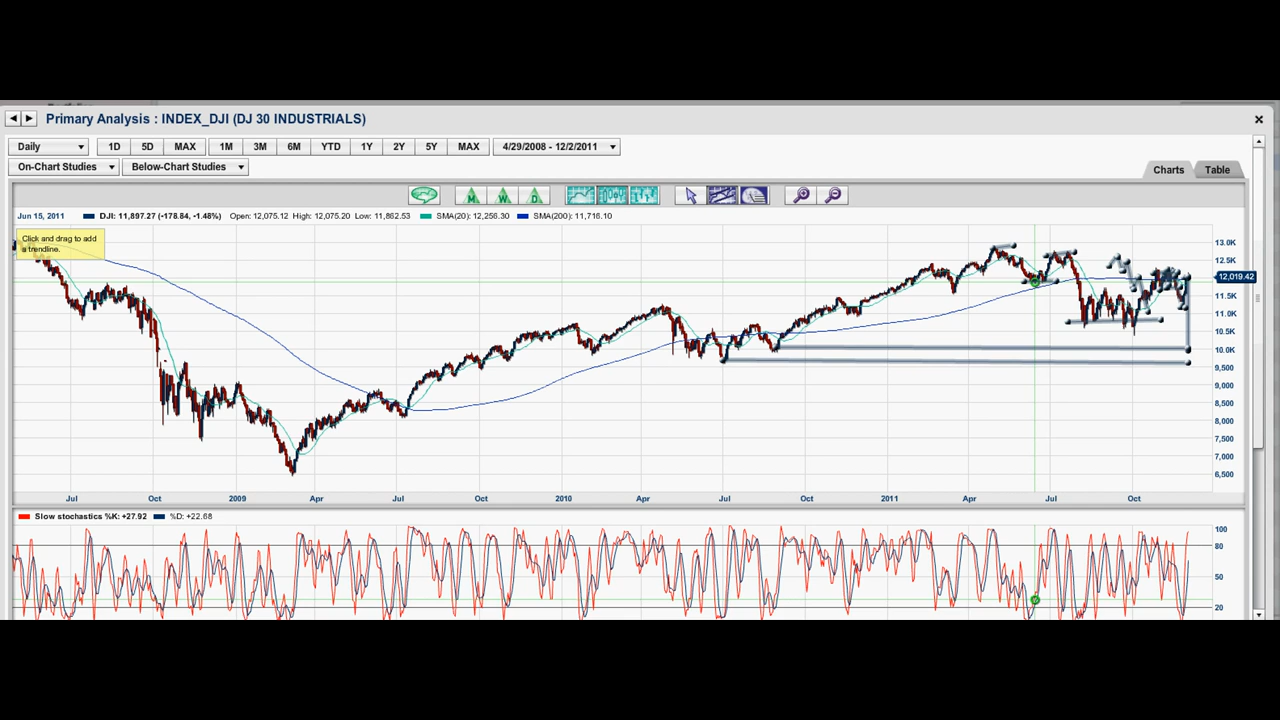 Primary Analysis : INDEX_DJI (DJ 30 INDUSTRIALS)
Daily 1D 5D MAX 1M 3M 6M YTD MAX 1Y 2Y 5Y MAX 4/29/2008 - 12/2/2011
On-Chart Studies Below-Chart Studies Charts Table
M W D
Jun 15, 2011 DJI: 11,897.27 (-178.84, -1.48%) Open: 12,075.12 High: 12,075.20 Low: 11,862.53 SMA(20): 12,256.30 SMA(200): 11,716.10
Click and drag to add
a trendline.
13.0K
12.5K
12,019.42
11.5K
11.0K
10.5K
10.0K
9,500
9,000
8,500
8,000
7,500
7,000
6,500
Jul Oct 2009 Apr Jul Oct 2010 Apr Jul Oct 2011 Apr Jul Oct
Slow stochastics %K: +27.92 %D: +22.68
100
80
50
20